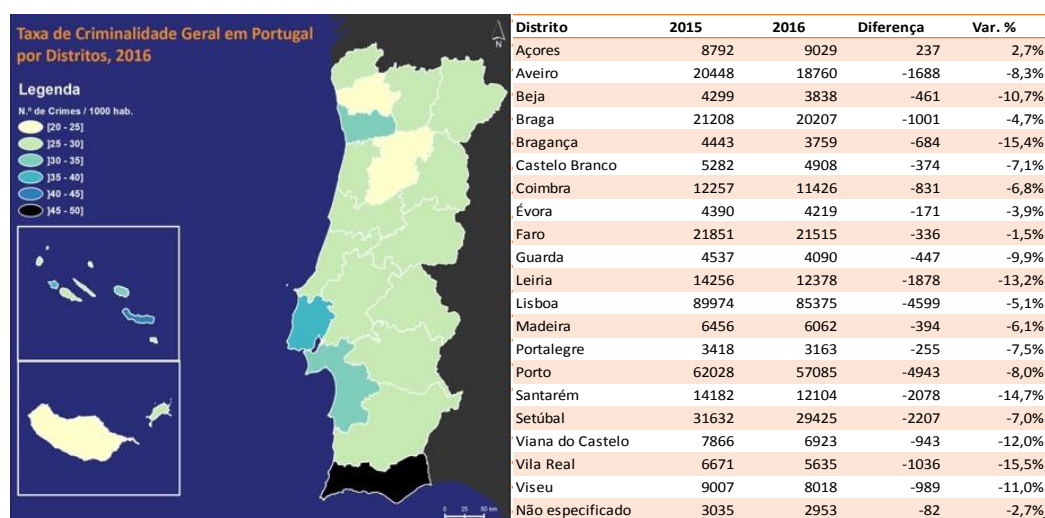 Taxa de Criminalidade Geral em Portugal
por Distritos, 2016
Legenda
N.º de Crimes / 1000 hab.
[20 - 25]
]25 - 30]
]30 - 35]
]35 - 40]
]40 - 45]
]45 - 50]
N
0 25 50 km
Distrito 2015 2016 Diferença Var. %
Açores 8792 9029 237 2,7%
Aveiro 20448 18760 -1688 -8,3%
Beja 4299 3838 -461 -10,7%
Braga 21208 20207 -1001 -4,7%
Bragança 4443 3759 -684 -15,4%
Castelo Branco 5282 4908 -374 -7,1%
Coimbra 12257 11426 -831 -6,8%
Évora 4390 4219 -171 -3,9%
Faro 21851 21515 -336 -1,5%
Guarda 4537 4090 -447 -9,9%
Leiria 14256 12378 -1878 -13,2%
Lisboa 89974 85375 -4599 -5,1%
Madeira 6456 6062 -394 -6,1%
Portalegre 3418 3163 -255 -7,5%
Porto 62028 57085 -4943 -8,0%
Santarém 14182 12104 -2078 -14,7%
Setúbal 31632 29425 -2207 -7,0%
Viana do Castelo 7866 6923 -943 -12,0%
Vila Real 6671 5635 -1036 -15,5%
Viseu 9007 8018 -989 -11,0%
Não especificado 3035 2953 -82 -2,7%